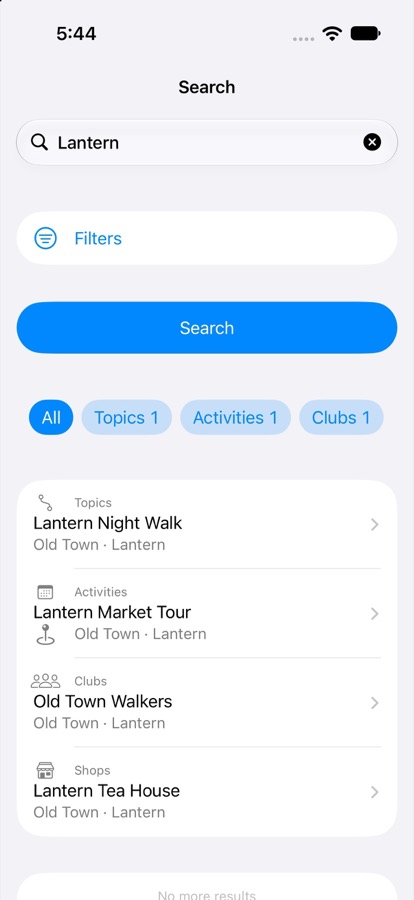 5:44
Search
Lantern
Filters
Search
All Topics 1 Activities 1 Clubs 1
Topics
Lantern Night Walk
Old Town · Lantern
Activities
Lantern Market Tour
Old Town · Lantern
Clubs
Old Town Walkers
Old Town · Lantern
Shops
Lantern Tea House
Old Town · Lantern
No more results